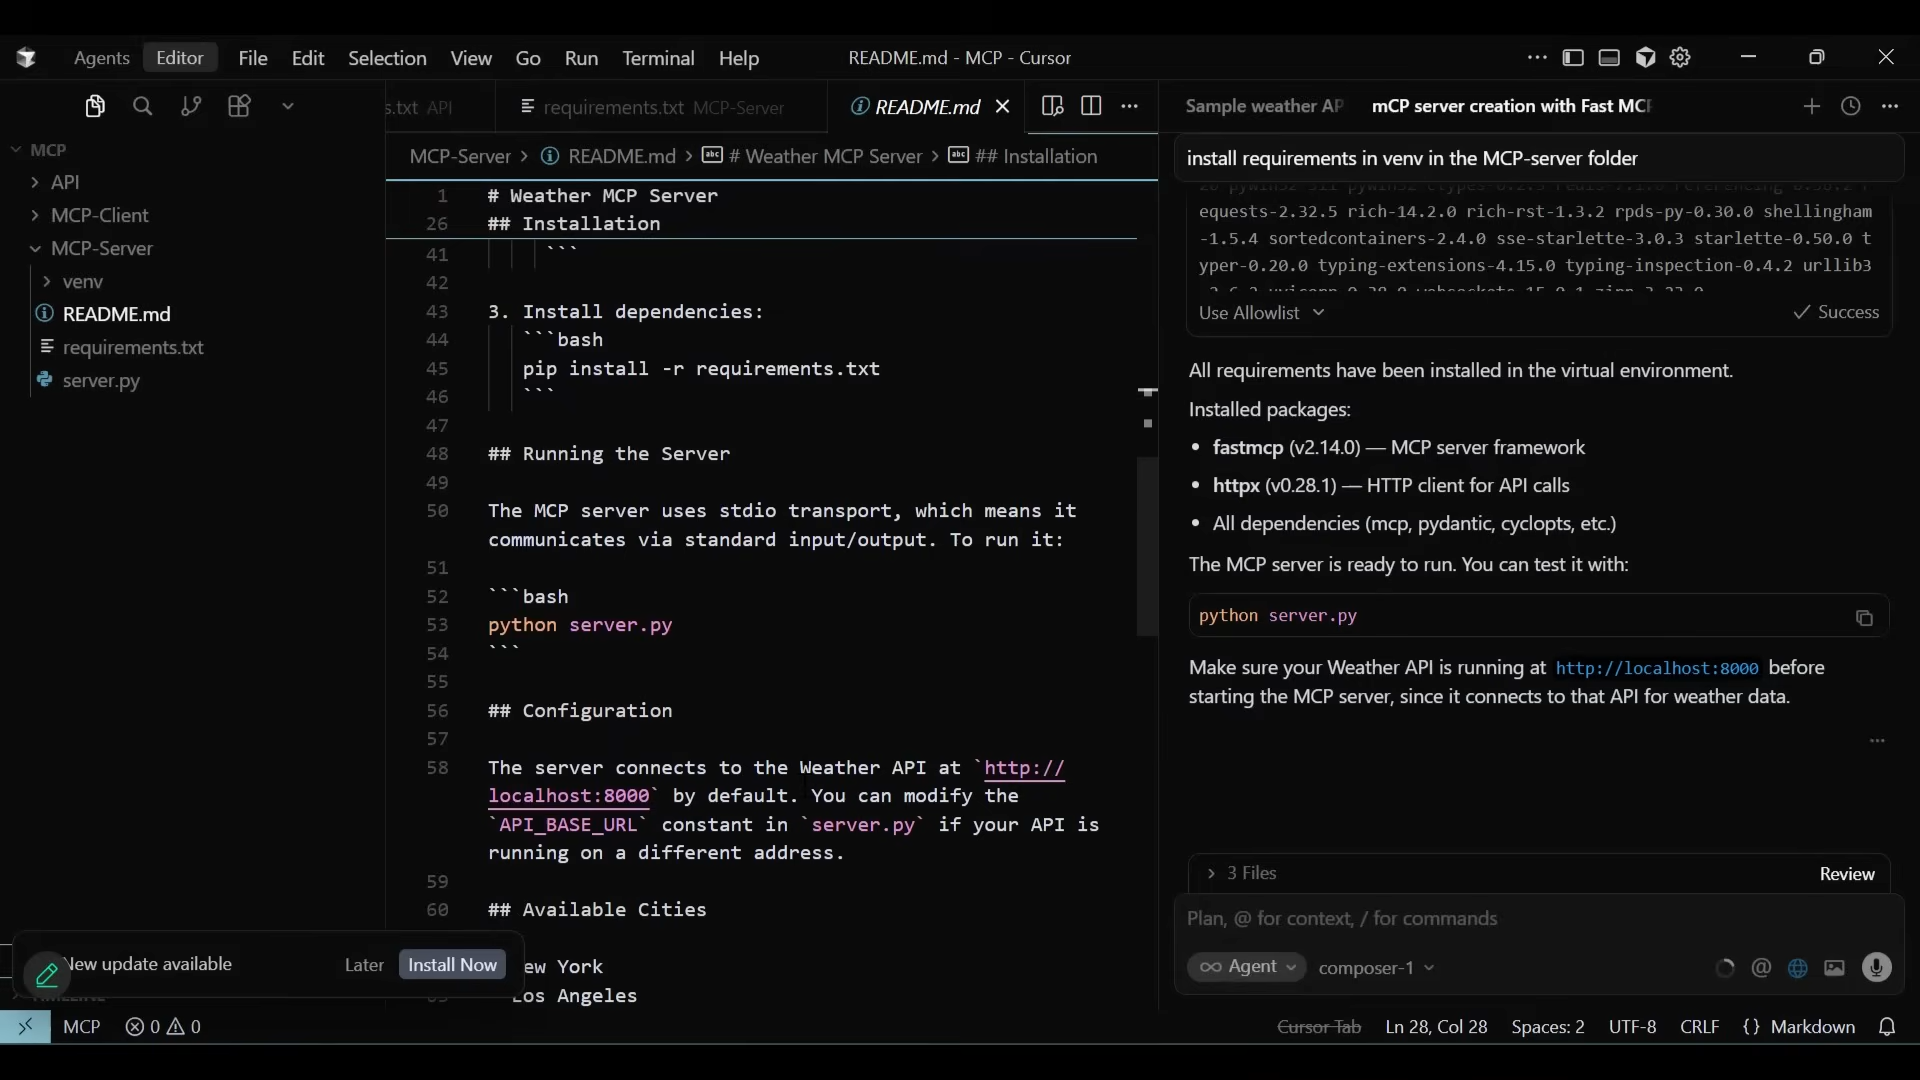 Agents Editor File Edit Selection View Go Run Terminal Help README.md - MCP - Cursor
s.txt API requirements.txt MCP-Server README.md
MCP
API
MCP-Client
MCP-Server
venv
README.md
requirements.txt
server.py
MCP-Server > README.md > # Weather MCP Server > ## Installation
1 # Weather MCP Server
26 ## Installation
41 ```
42
43 3. Install dependencies:
44 ```bash
45 pip install -r requirements.txt
46 ```
47
48 ## Running the Server
49
50 The MCP server uses stdio transport, which means it
communicates via standard input/output. To run it:
51
52 ```bash
53 python server.py
54 ```
55
56 ## Configuration
57
58 The server connects to the Weather API at `http://
localhost:8000` by default. You can modify the
`API_BASE_URL` constant in `server.py` if your API is
running on a different address.
59
60 ## Available Cities
ew York
Los Angeles
New update available Later Install Now
Sample weather AP mCP server creation with Fast MC
install requirements in venv in the MCP-server folder
equests-2.32.5 rich-14.2.0 rich-rst-1.3.2 rpds-py-0.30.0 shellingham
-1.5.4 sortedcontainers-2.4.0 sse-starlette-3.0.3 starlette-0.50.0 t
yper-0.20.0 typing-extensions-4.15.0 typing-inspection-0.4.2 urllib3
Use Allowlist Success
All requirements have been installed in the virtual environment.
Installed packages:
• fastmcp (v2.14.0) — MCP server framework
• httpx (v0.28.1) — HTTP client for API calls
• All dependencies (mcp, pydantic, cyclopts, etc.)
The MCP server is ready to run. You can test it with:
python server.py
Make sure your Weather API is running at http://localhost:8000 before
starting the MCP server, since it connects to that API for weather data.
3 Files Review
Plan, @ for context, / for commands
Agent composer-1
MCP 0 0 Cursor Tab Ln 28, Col 28 Spaces: 2 UTF-8 CRLF {} Markdown